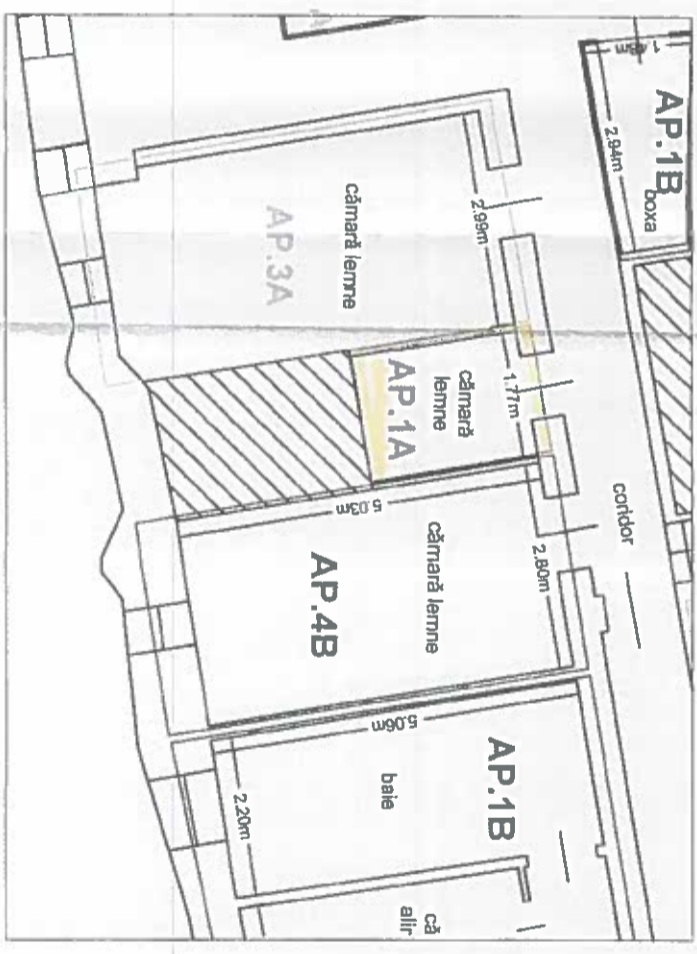 AP.1B
boxa
1.48m
2.94m
coridor
2.99m
cămară lemne
AP.3A
1.77m
cămară
lemne
AP.1A
2.80m
5.03m
cămară lemne
AP.4B
AP.1B
5.06m
baie
2.20m
că
alir